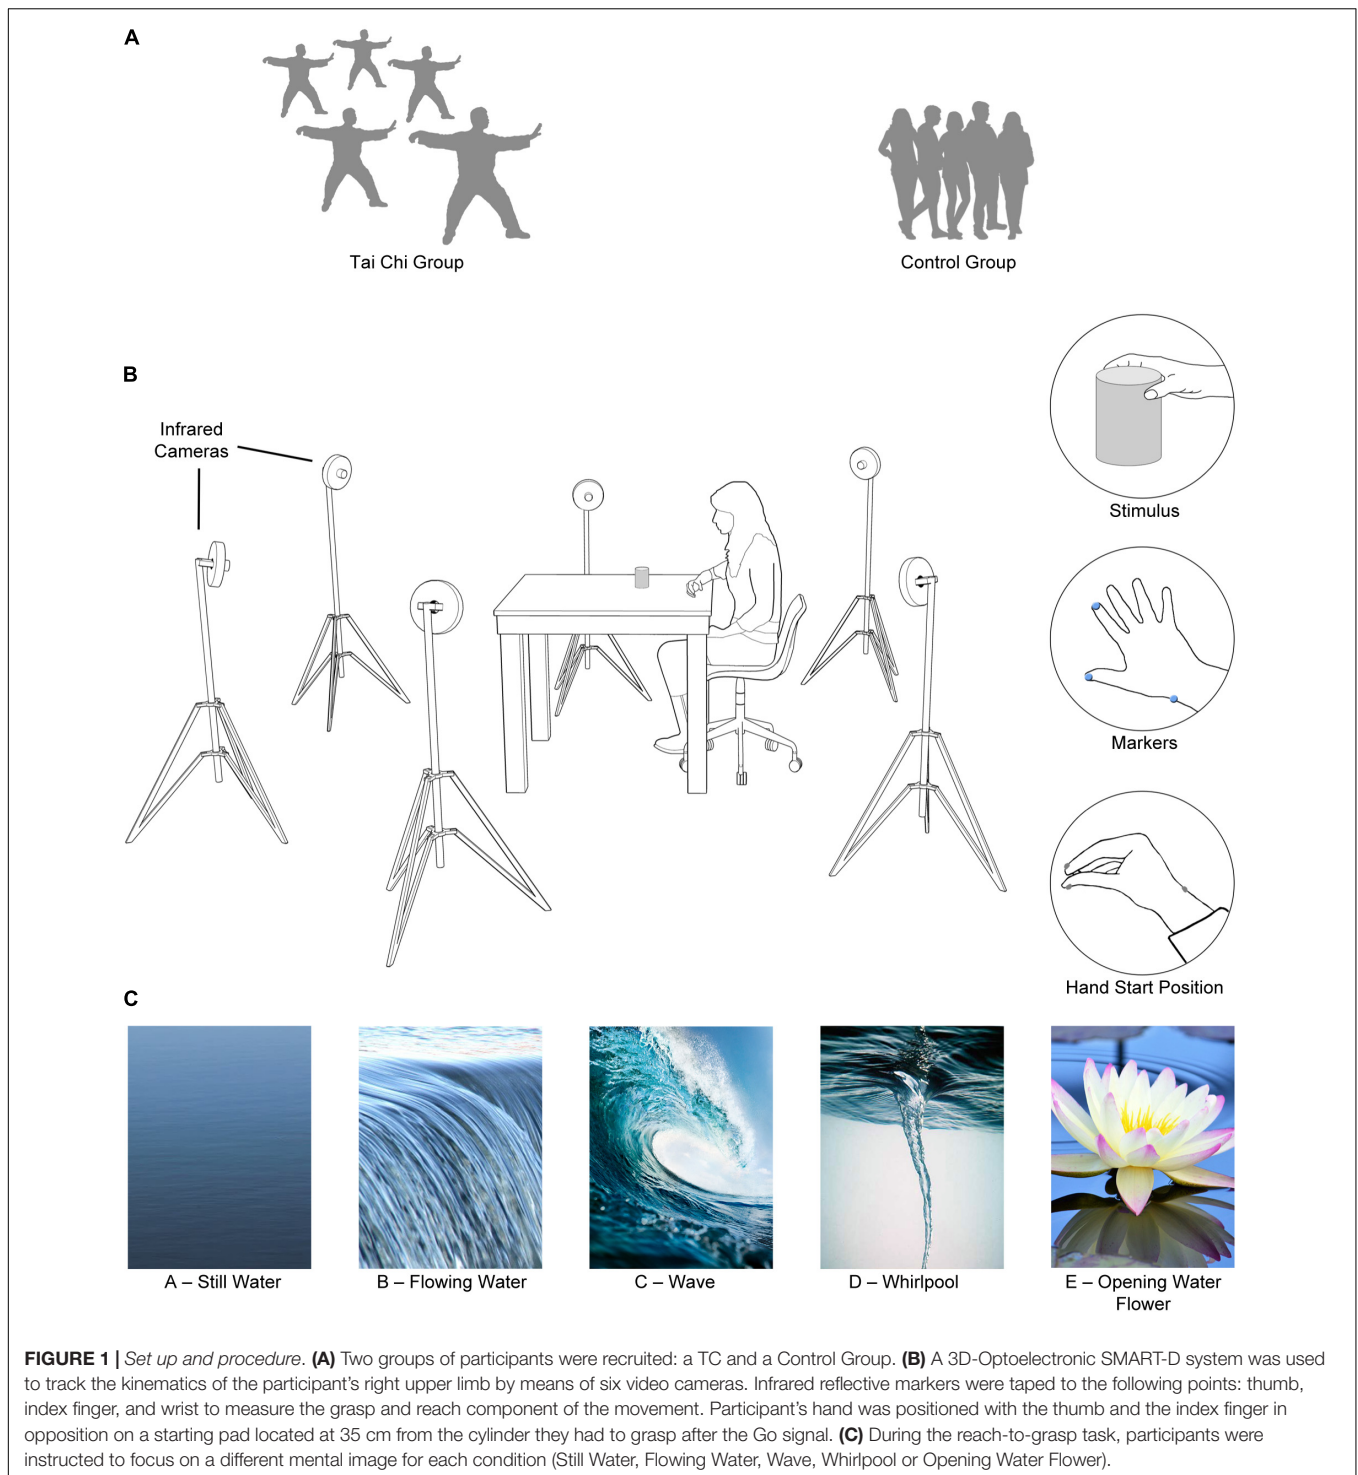 A
Tai Chi Group
Control Group
B
Infrared
Cameras
Stimulus
Markers
Hand Start Position
C
A – Still Water
B – Flowing Water
C – Wave
D – Whirlpool
E – Opening Water
Flower
FIGURE 1 | Set up and procedure. (A) Two groups of participants were recruited: a TC and a Control Group. (B) A 3D-Optoelectronic SMART-D system was used
to track the kinematics of the participant's right upper limb by means of six video cameras. Infrared reflective markers were taped to the following points: thumb,
index finger, and wrist to measure the grasp and reach component of the movement. Participant's hand was positioned with the thumb and the index finger in
opposition on a starting pad located at 35 cm from the cylinder they had to grasp after the Go signal. (C) During the reach-to-grasp task, participants were
instructed to focus on a different mental image for each condition (Still Water, Flowing Water, Wave, Whirlpool or Opening Water Flower).